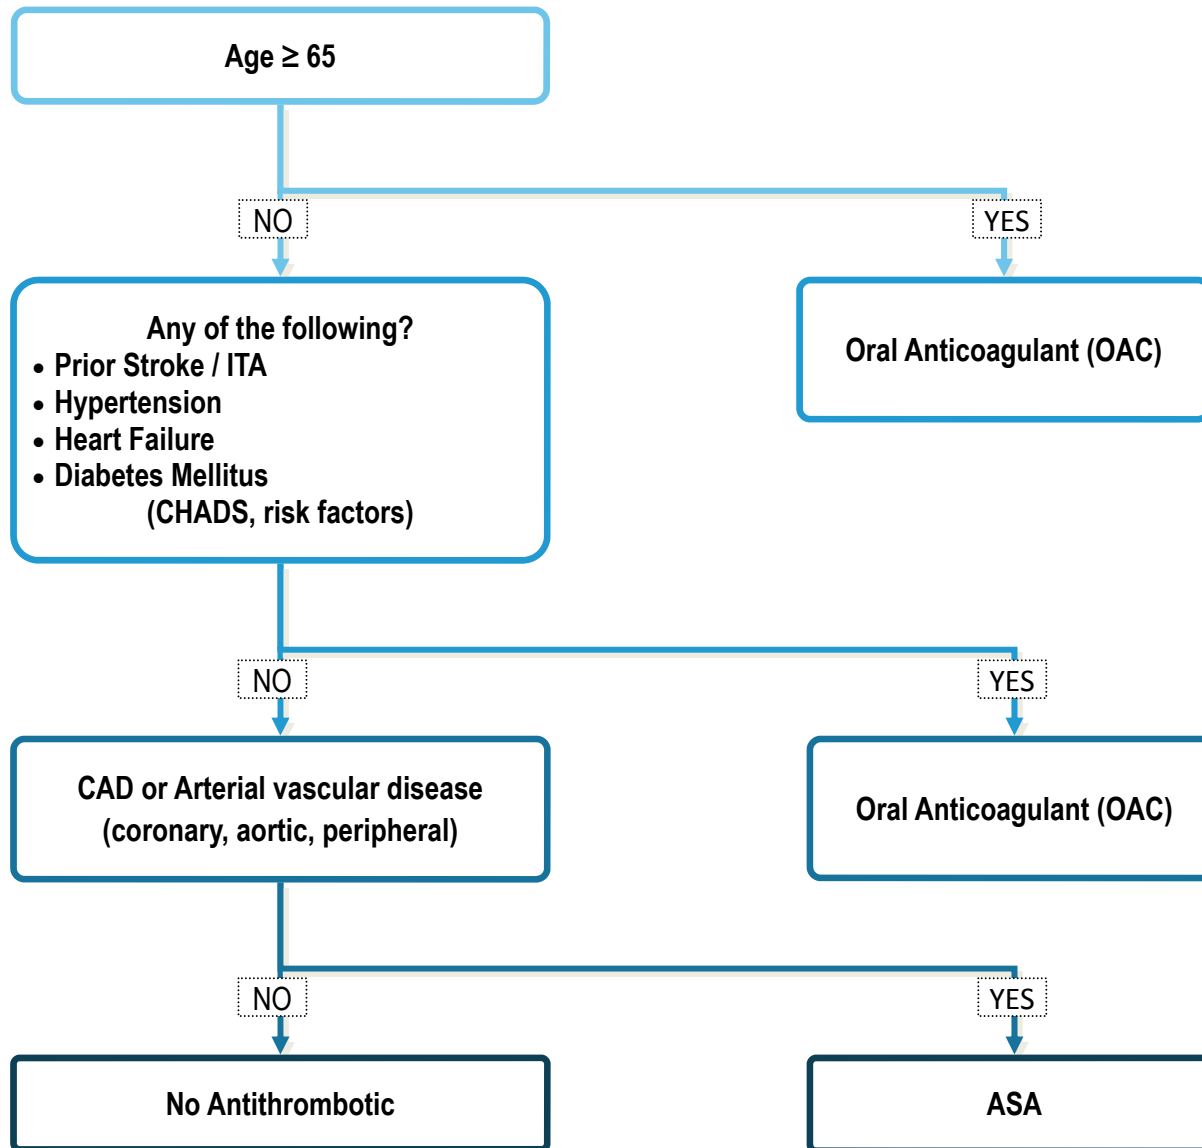 Age ≥ 65
NO
YES
Any of the following?
• Prior Stroke / ITA
• Hypertension
• Heart Failure
• Diabetes Mellitus
(CHADS, risk factors)
Oral Anticoagulant (OAC)
NO
YES
CAD or Arterial vascular disease
(coronary, aortic, peripheral)
Oral Anticoagulant (OAC)
NO
YES
No Antithrombotic
ASA